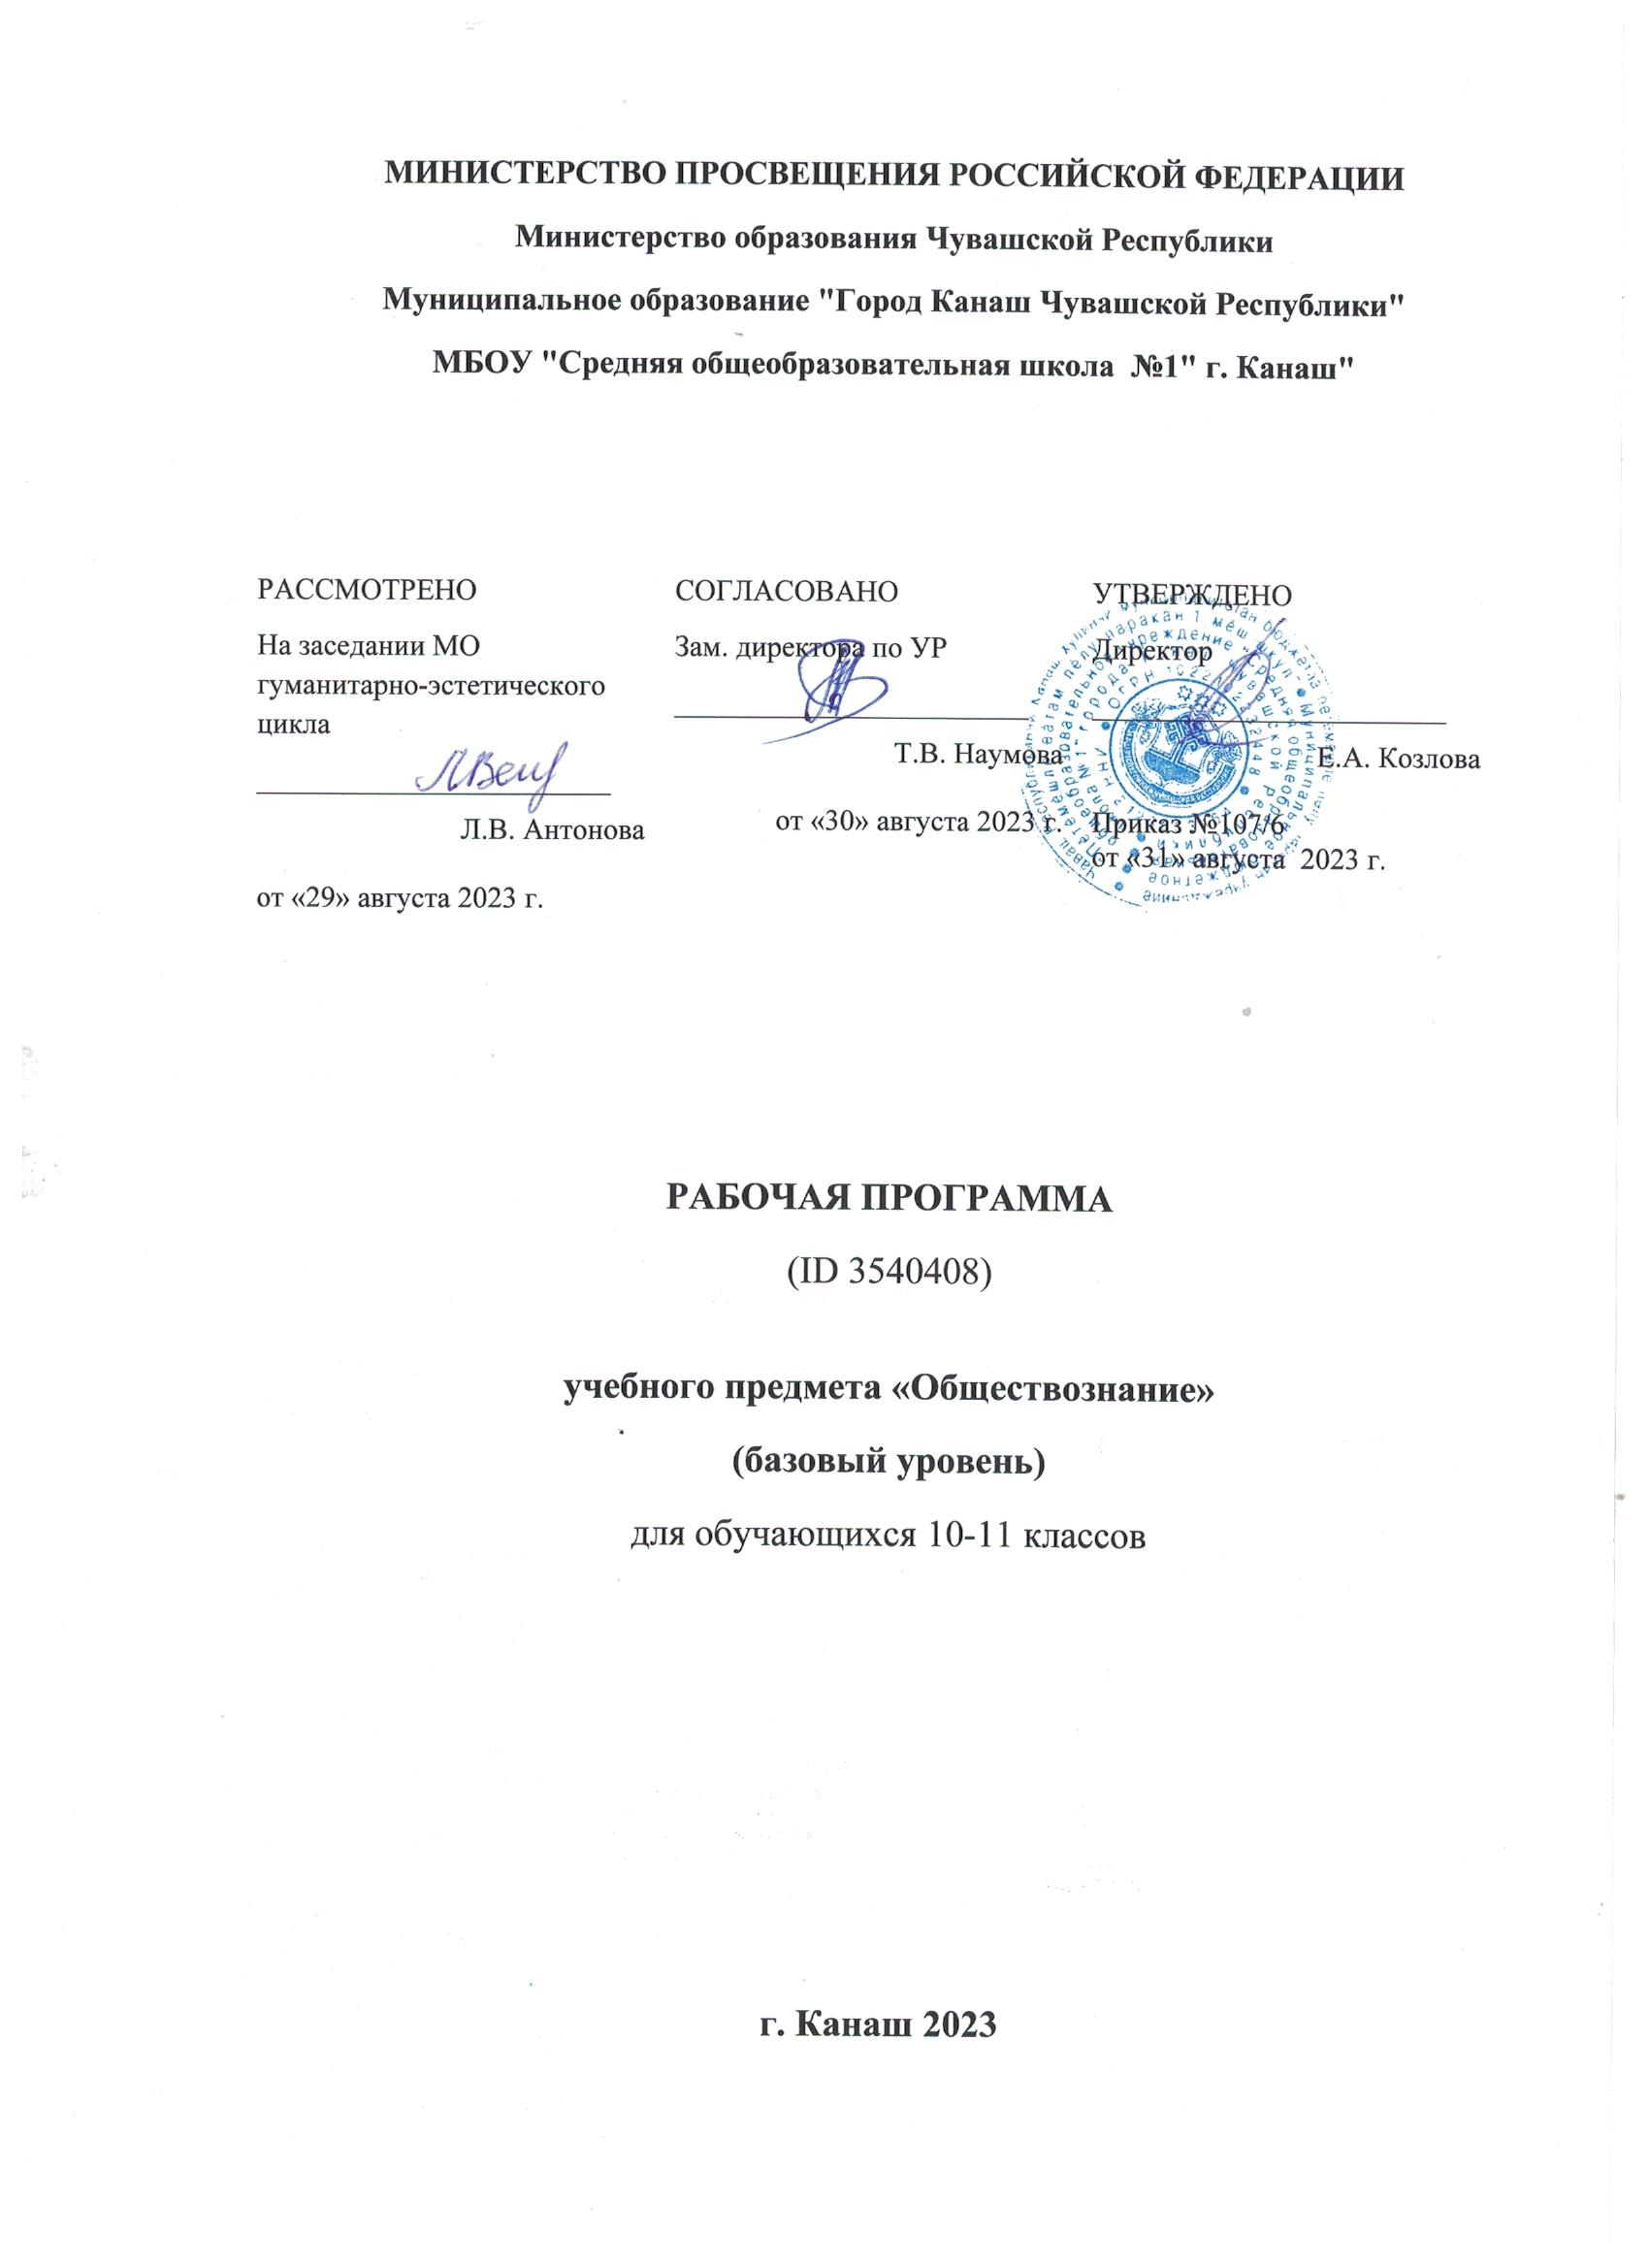 МИНИСТЕРСТВО ПРОСВЕЩЕНИЯ РОССИЙСКОЙ ФЕДЕРАЦИИ
Министерство образования Чувашской Республики
Муниципальное образование "Город Канаш Чувашской Республики"
МБОУ "Средняя общеобразовательная школа №1" г. Канаш"
РАССМОТРЕНО
На заседании МО
гуманитарно-эстетического
цикла
Л.В. Антонова
от «29» августа 2023 г.
СОГЛАСОВАНО
Зам. директора по УР
Т.В. Наумова
от «30» августа 2023 г.
УТВЕРЖДЕНО
Директор
Е.А. Козлова
Приказ №107/6
от «31» августа 2023 г.
РАБОЧАЯ ПРОГРАММА
(ID 3540408)
учебного предмета «Обществознание»
(базовый уровень)
для обучающихся 10-11 классов
г. Канаш 2023